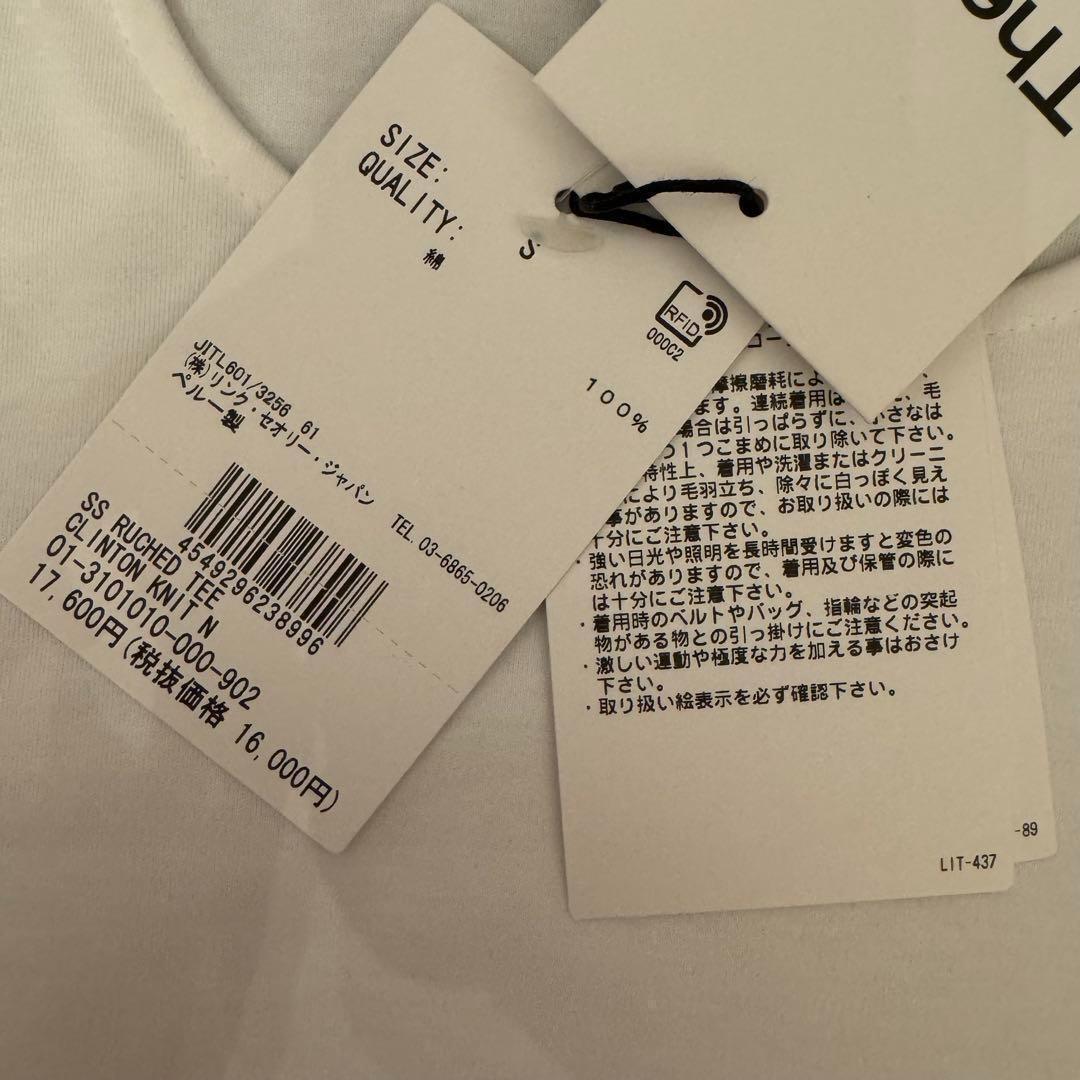 The
SIZE: S
QUALITY:
綿 100%
RFID
000C2
JITL601/3256 61
(株)リンク・セオリー・ジャパン TEL 03-6865-0206
ペルー製
4549296238996
SS RUCHED TEE
CLINTON KNIT N
01-3101010-000-902
17,600円(税抜価格 16,000円)
摩擦磨耗によ
ます。連続着用は 、毛
場合は引っぱらずに、小さなは
1つこまめに取り除いて下さい。
特性上、着用や洗濯またはクリーニ
により毛羽立ち、除々に白っぽく見え
事がありますので、お取り扱いの際には
十分にご注意下さい。
・強い日光や照明を長時間受けますと変色の
恐れがありますので、着用及び保管の際に
は十分にご注意下さい。
・着用時のベルトやバッグ、指輪などの突起
物がある物との引っ掛けにご注意ください。
・激しい運動や極度な力を加える事はおさけ
下さい。
・取り扱い絵表示を必ず確認下さい。
-89
LIT-437